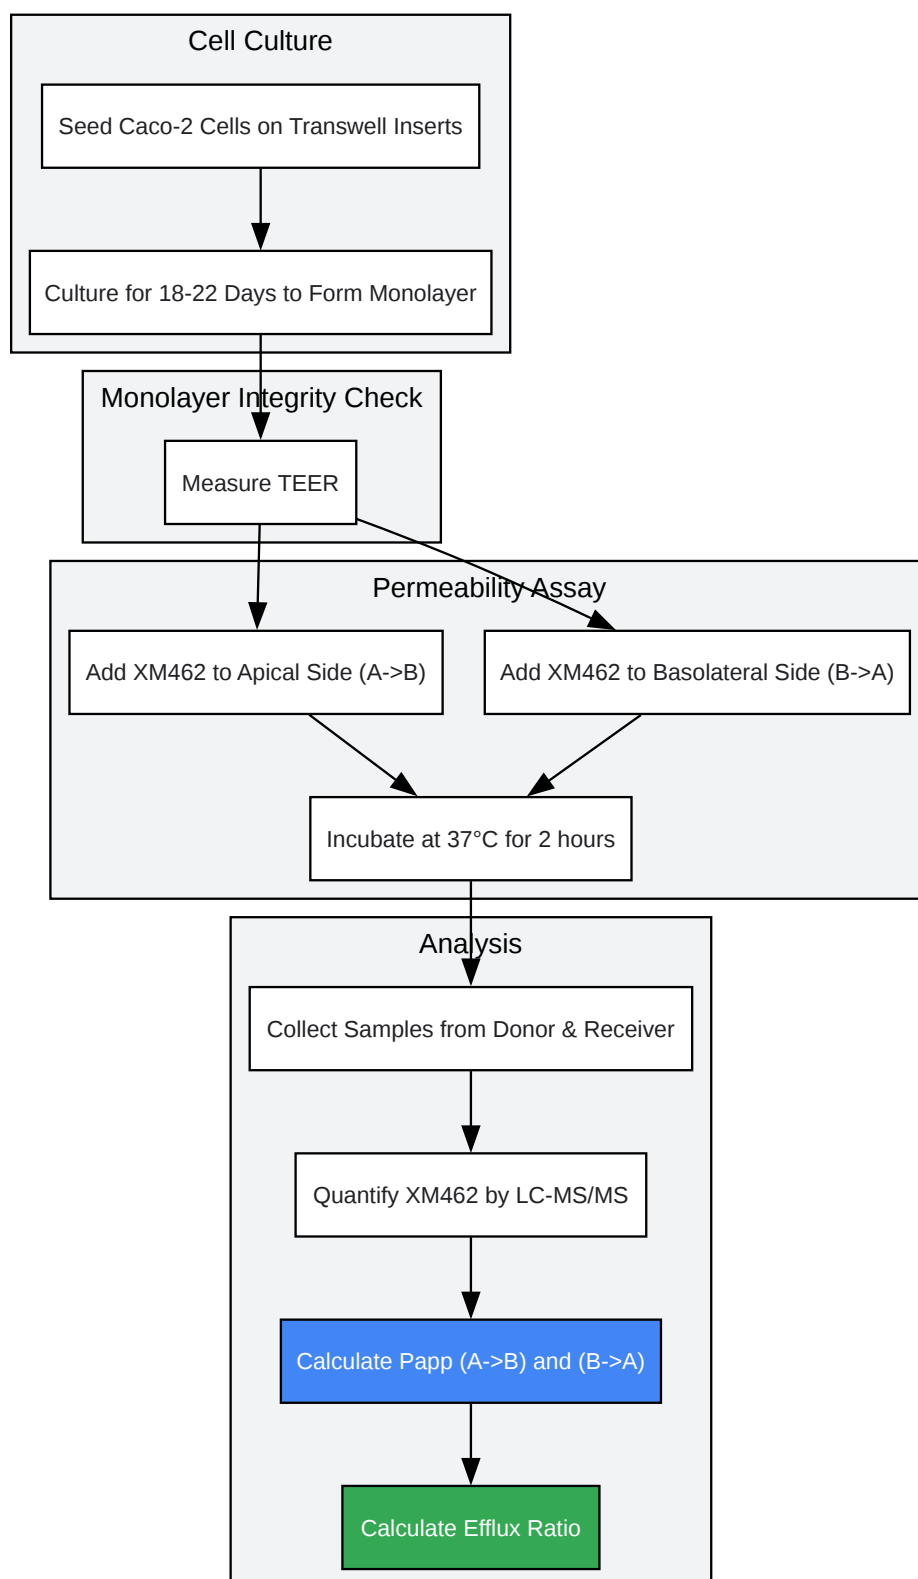 Cell Culture
Seed Caco-2 Cells on Transwell Inserts
Culture for 18-22 Days to Form Monolayer
Monolayer Integrity Check
Measure TEER
Permeability Assay
Add XM462 to Apical Side (A->B)
Add XM462 to Basolateral Side (B->A)
Incubate at 37°C for 2 hours
Analysis
Collect Samples from Donor & Receiver
Quantify XM462 by LC-MS/MS
Calculate Papp (A->B) and (B->A)
Calculate Efflux Ratio